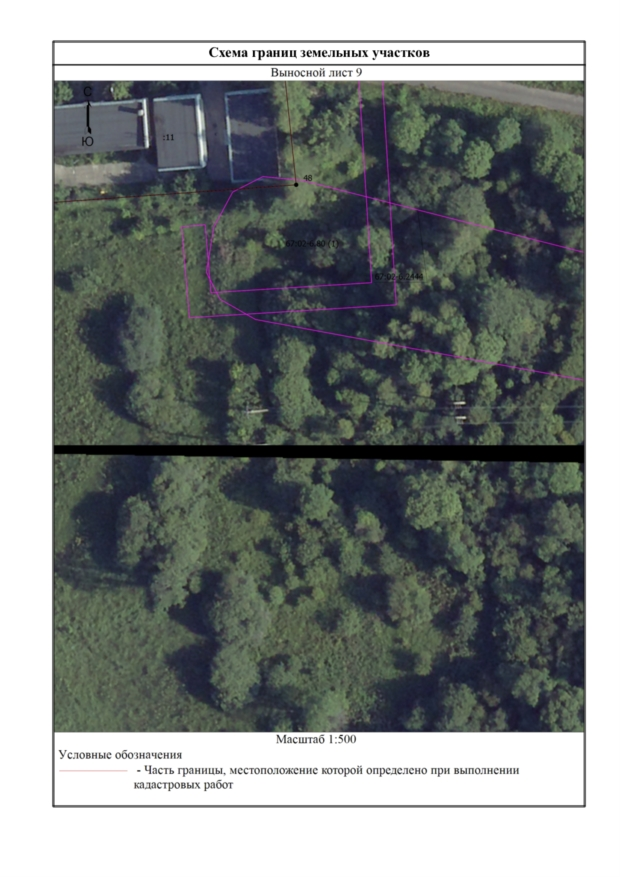 Схема границ земельных участков
Выносной лист 9
С
Ю
:11
48
Масштаб 1:500
Условные обозначения
- Часть границы, местоположение которой определено при выполнении
кадастровых работ